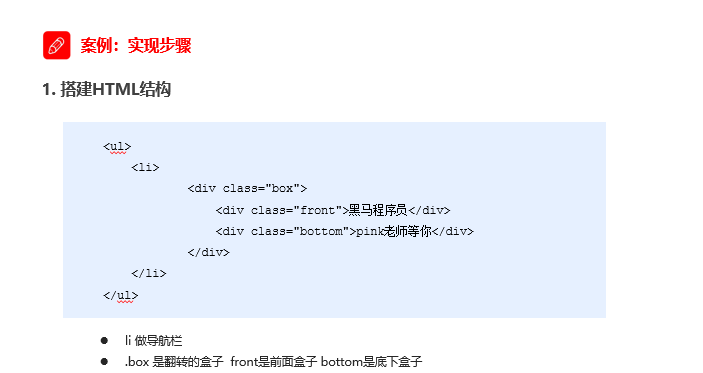 案例：实现步骤
1. 搭建HTML结构
<ul>
<li>
<div class="box">
<div class="front">黑马程序员</div>
<div class="bottom">pink老师等你</div>
</div>
</li>
</ul>
● li 做导航栏
● .box 是翻转的盒子 front是前面盒子 bottom是底下盒子